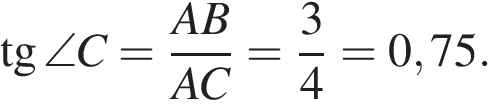 tg ∠C = AB/AC = 3/4 = 0,75.